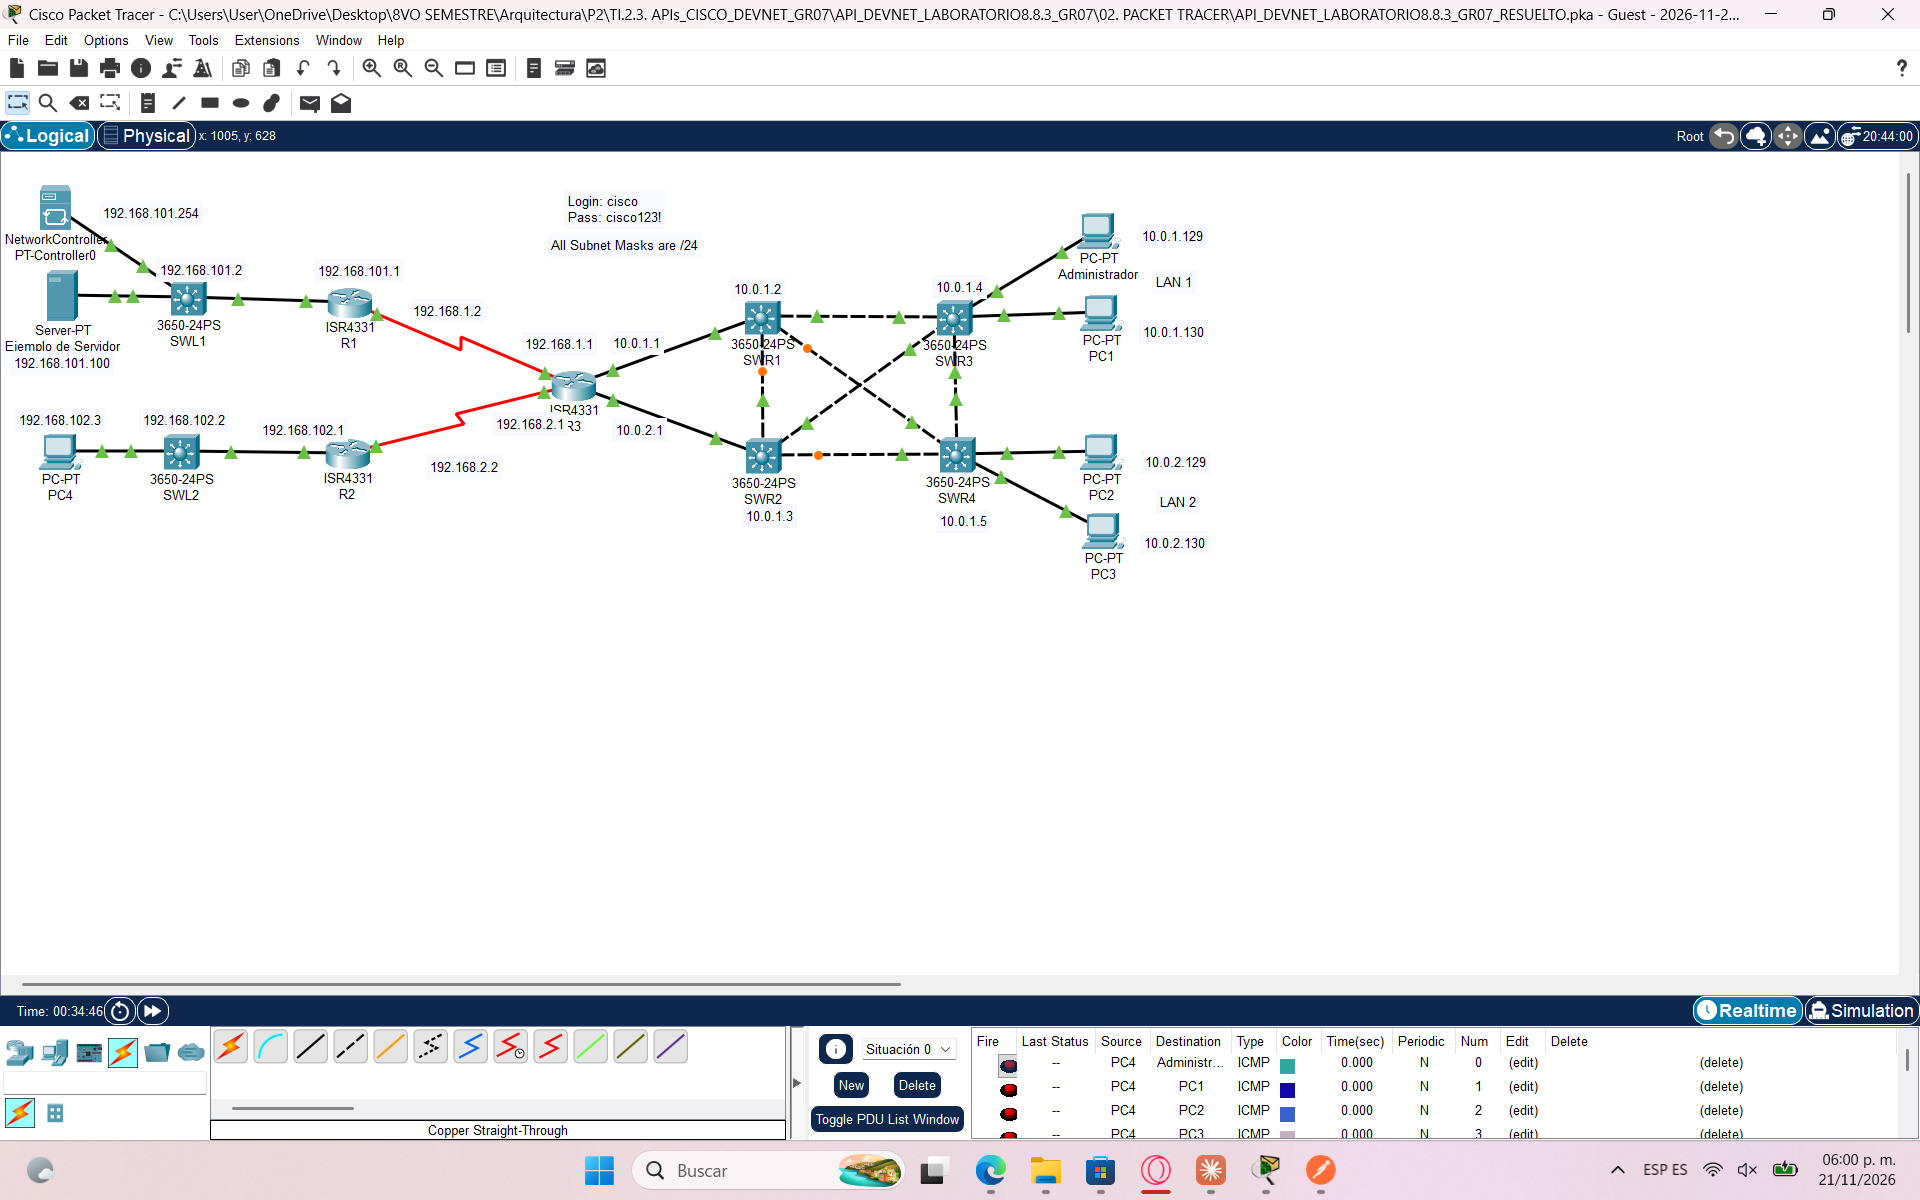 Cisco Packet Tracer - C:\Users\User\OneDrive\Desktop\8VO SEMESTRE\Arquitectura\P2\TI.2.3. APIs_CISCO_DEVNET_GR07\API_DEVNET_LABORATORIO8.8.3_GR07\02. PACKET TRACER\API_DEVNET_LABORATORIO8.8.3_GR07_RESUELTO.pka - Guest - 2026-11-2...
File Edit Options View Tools Extensions Window Help
Logical Physical x: 1005, y: 628 Root 20:44:00
192.168.101.254
NetworkController
PT-Controller0
Server-PT
Ejemplo de Servidor
192.168.101.100
192.168.101.2
3650-24PS
SWL1
192.168.101.1
ISR4331
R1
192.168.1.2
Login: cisco
Pass: cisco123!
All Subnet Masks are /24
192.168.1.1
10.0.1.1
ISR4331
R3
192.168.2.1
10.0.2.1
192.168.102.3
PC-PT
PC4
192.168.102.2
3650-24PS
SWL2
192.168.102.1
ISR4331
R2
192.168.2.2
10.0.1.2
3650-24PS
SWR1
10.0.1.4
3650-24PS
SWR3
3650-24PS
SWR2
10.0.1.3
3650-24PS
SWR4
10.0.1.5
PC-PT
Administrador
10.0.1.129
LAN 1
PC-PT
PC1
10.0.1.130
PC-PT
PC2
10.0.2.129
LAN 2
PC-PT
PC3
10.0.2.130
Time: 00:34:46 Realtime Simulation
Copper Straight-Through
Situación 0
New Delete
Toggle PDU List Window
Fire Last Status Source Destination Type Color Time(sec) Periodic Num Edit Delete
-- PC4 Administr... ICMP 0.000 N 0 (edit) (delete)
-- PC4 PC1 ICMP 0.000 N 1 (edit) (delete)
-- PC4 PC2 ICMP 0.000 N 2 (edit) (delete)
-- PC4 PC3 ICMP 0.000 N 3 (edit) (delete)
Buscar
ESP ES
06:00 p. m.
21/11/2026